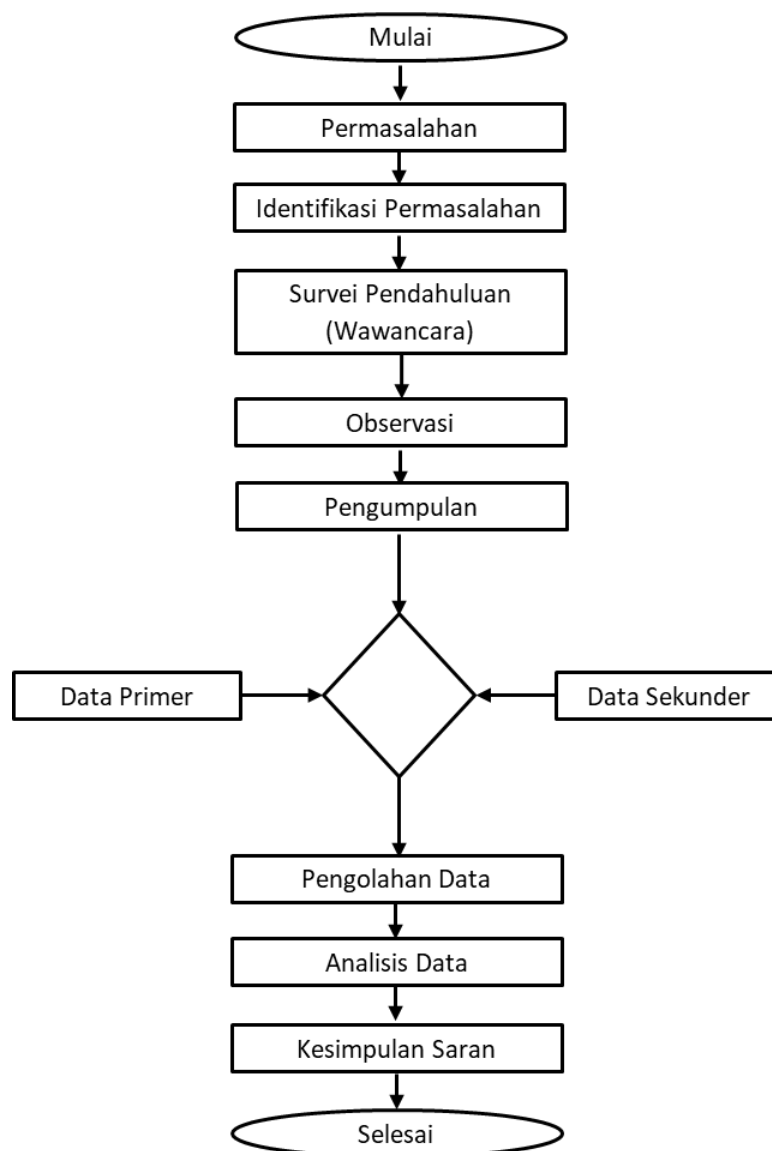 Mulai
Permasalahan
Identifikasi Permasalahan
Survei Pendahuluan
(Wawancara)
Observasi
Pengumpulan
Data Primer
Data Sekunder
Pengolahan Data
Analisis Data
Kesimpulan Saran
Selesai